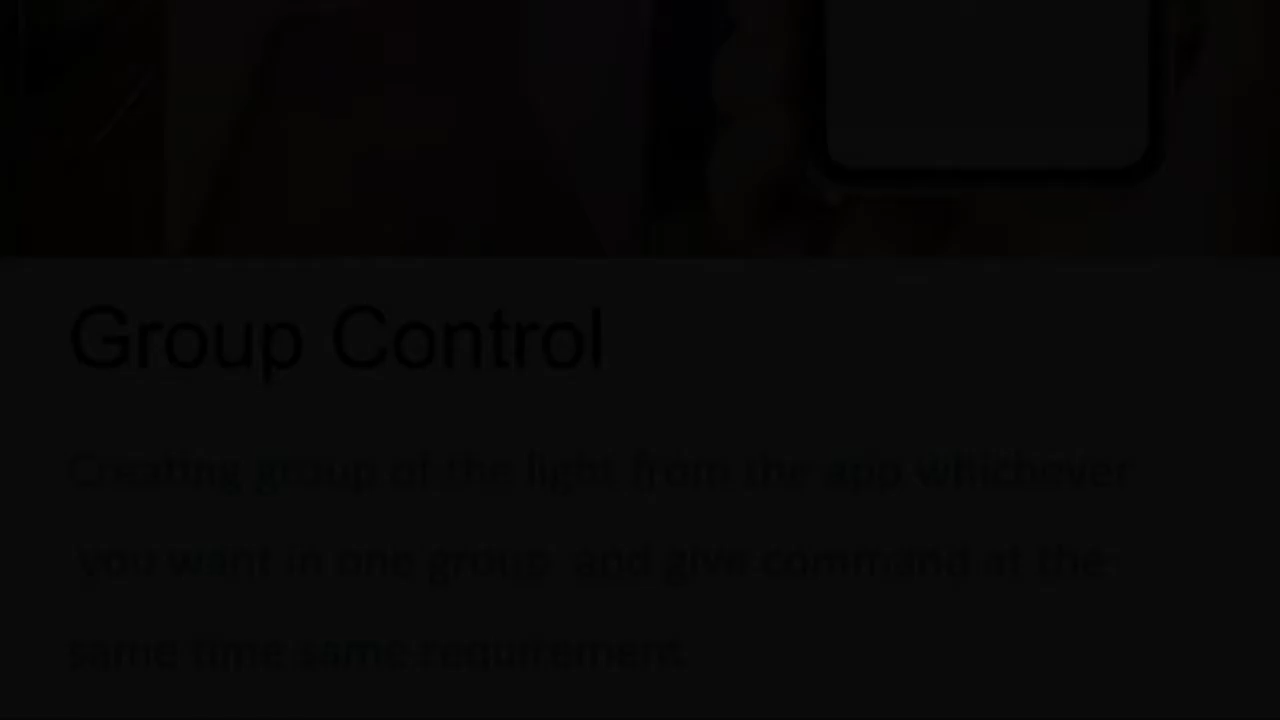 Group Control
Creating group of the light from the app whichever
you want in one group and give command at the
same time same requirement